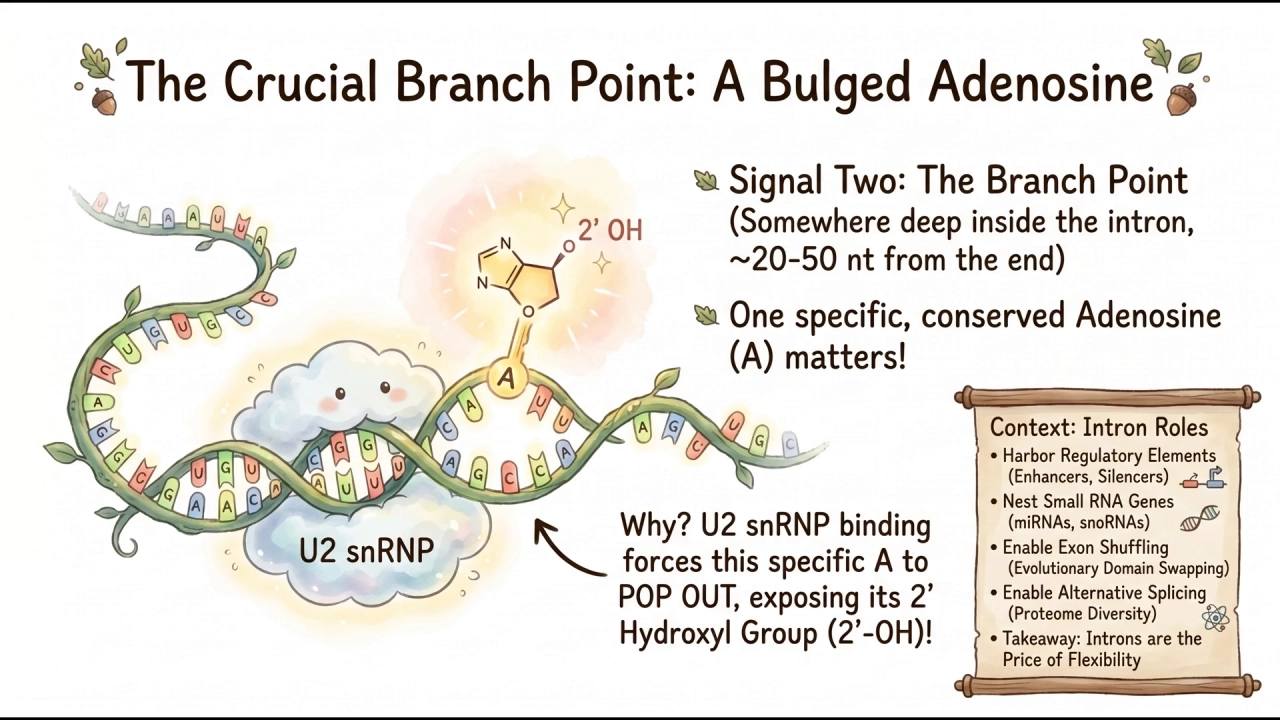 The Crucial Branch Point: A Bulged Adenosine
Signal Two: The Branch Point
(Somewhere deep inside the intron,
~20-50 nt from the end)
One specific, conserved Adenosine
(A) matters!
2' OH
O
N
N
O
A
U2 snRNP
Why? U2 snRNP binding
forces this specific A to
POP OUT, exposing its 2'
Hydroxyl Group (2'-OH)!
Context: Intron Roles
• Harbor Regulatory Elements
(Enhancers, Silencers)
• Nest Small RNA Genes
(miRNAs, snoRNAs)
• Enable Exon Shuffling
(Evolutionary Domain Swapping)
• Enable Alternative Splicing
(Proteome Diversity)
• Takeaway: Introns are the
Price of Flexibility